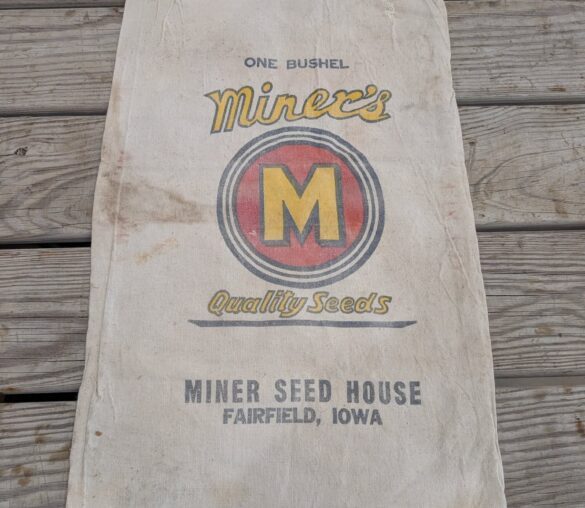 ONE BUSHEL
Miner's
M
Quality Seeds
MINER SEED HOUSE
FAIRFIELD, IOWA